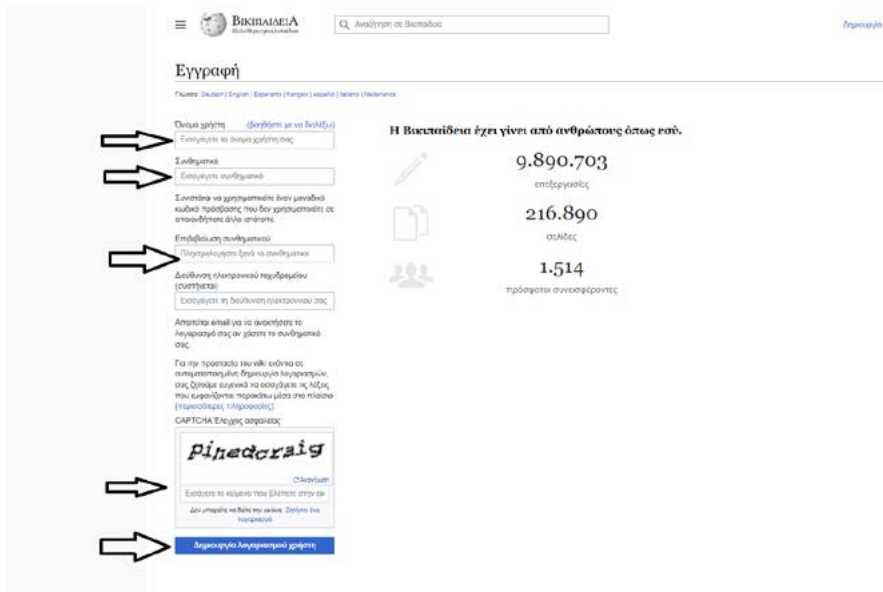 ΒΙΚΙΠΑΙΔΕΙΑ
Αναζήτηση σε Βικιπαίδεια
Δημιουργία
Εγγραφή
Γλώσσα: Deutsch | English | Esperanto | français | español | italiano | Nederlands
Όνομα χρήστη (βοηθήστε με να διαλέξω)
Εισαγάγετε το όνομα χρήστη σας
Συνθηματικό
Εισαγάγετε συνθηματικό
Συνιστάται να χρησιμοποιείτε έναν μοναδικό
κωδικό πρόσβασης που δεν χρησιμοποιείτε σε
οποιονδήποτε άλλο ιστότοπο.
Επιβεβαίωση συνθηματικού
Πληκτρολογήστε ξανά το συνθηματικό
Διεύθυνση ηλεκτρονικού ταχυδρομείου
(συστήνεται)
Εισαγάγετε τη διεύθυνση ηλεκτρονικού σας
Απαιτείται email για να ανακτήσετε το
λογαριασμό σας αν χάσετε το συνθηματικό
σας.
Για την προστασία του wiki ενάντια σε
αυτοματοποιημένη δημιουργία λογαριασμών,
σας ζητούμε ευγενικά να εισαγάγετε τις λέξεις
που εμφανίζονται παρακάτω μέσα στο πλαίσιο
(περισσότερες πληροφορίες):
CAPTCHA Έλεγχος ασφαλείας
pinedcraig
Ανανέωση
Εισάγετε το κείμενο που βλέπετε στην εικ
Δεν μπορείτε να δείτε την εικόνα; Ζητήστε ένα
λογαριασμό
Δημιουργία λογαριασμού χρήστη
Η Βικιπαίδεια έχει γίνει από ανθρώπους όπως εσύ.
9.890.703
επεξεργασίες
216.890
σελίδες
1.514
πρόσφατοι συνεισφέροντες